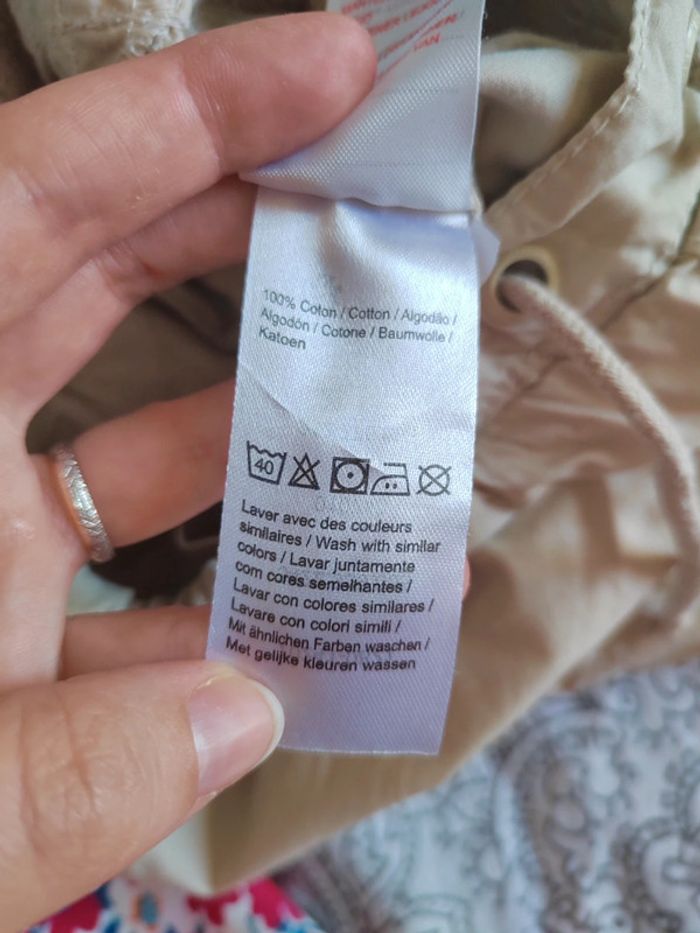 VAN
100% Coton / Cotton / Algodão /
Algodón / Cotone / Baumwolle /
Katoen
40
Laver avec des couleurs
similaires / Wash with similar
colors / Lavar juntamente
com cores semelhantes /
Lavar con colores similares /
Lavare con colori simili /
Mit ähnlichen Farben waschen /
Met gelijke kleuren wassen